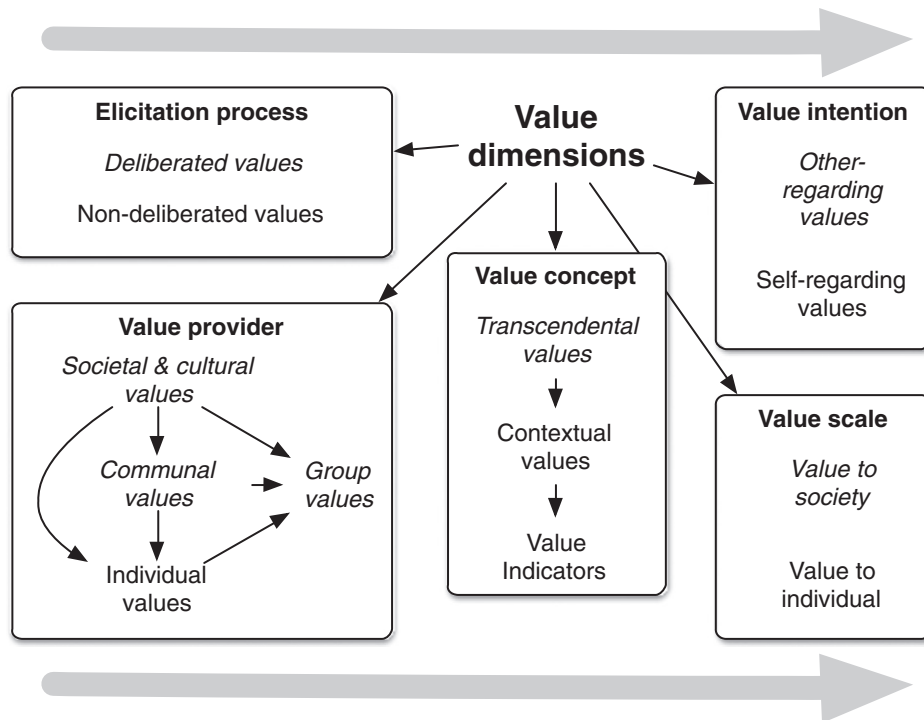 Elicitation process
Deliberated values
Non-deliberated values
Value
dimensions
Value intention
Other-
regarding
values
Self-regarding
values
Value provider
Societal & cultural
values
Communal
values
Group
values
Individual
values
Value concept
Transcendental
values
Contextual
values
Value
Indicators
Value scale
Value to
society
Value to
individual